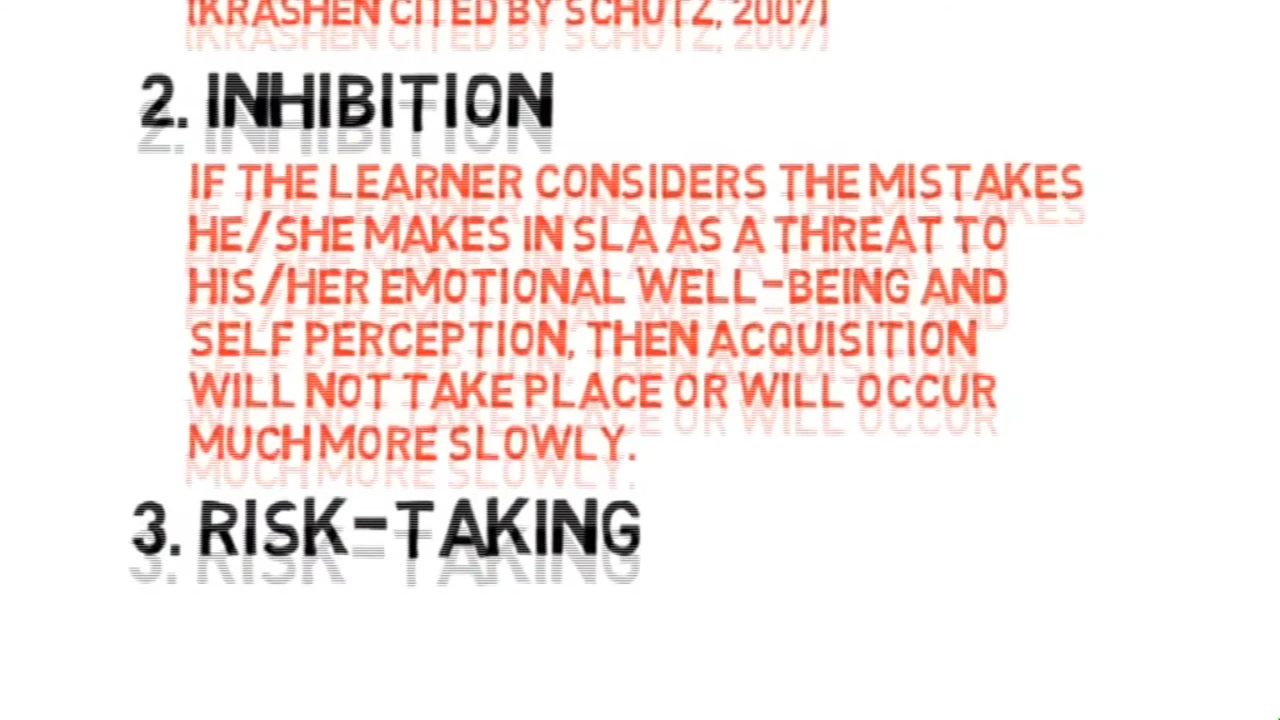 (KRASHEN CITED BY SCHUTZ, 2007)
2. INHIBITION
IF THE LEARNER CONSIDERS THE MISTAKES
HE/SHE MAKES IN SLA AS A THREAT TO
HIS/HER EMOTIONAL WELL-BEING AND
SELF PERCEPTION, THEN ACQUISITION
WILL NOT TAKE PLACE OR WILL OCCUR
MUCH MORE SLOWLY.
3. RISK-TAKING